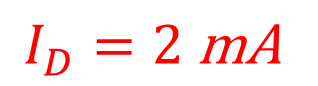 I_D = 2 mA